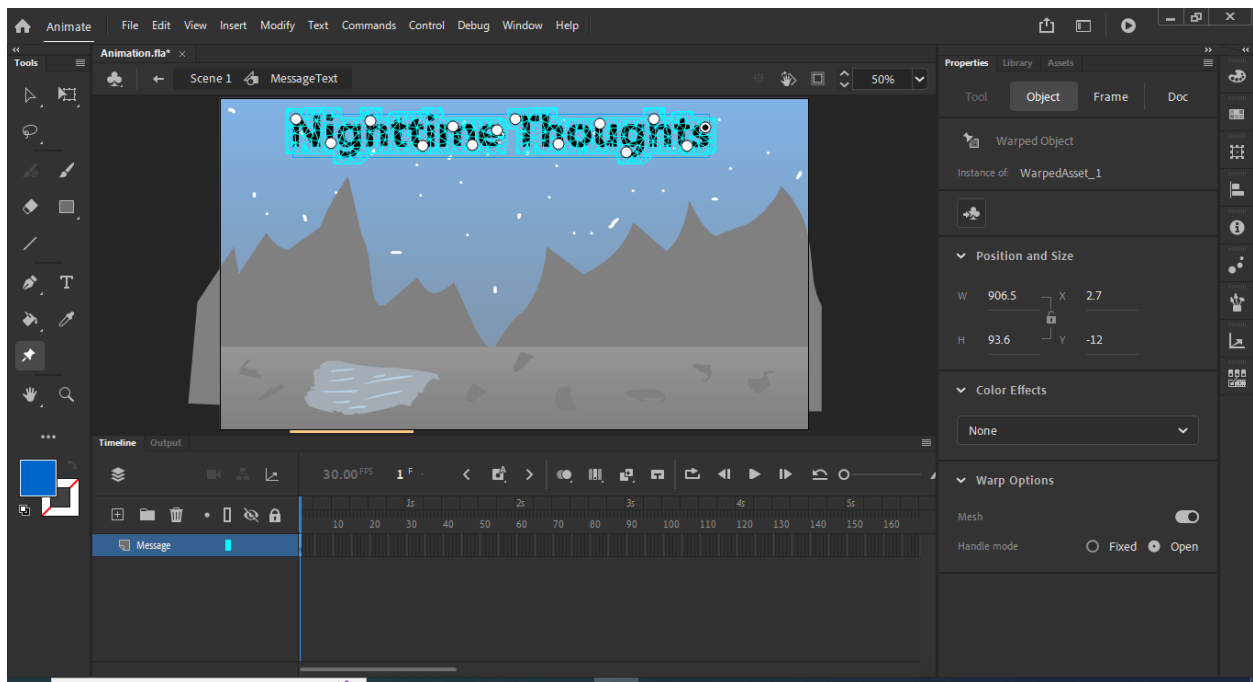 Animate File Edit View Insert Modify Text Commands Control Debug Window Help
Animation.fla* ×
Tools
Scene 1 MessageText 50%
Nighttime Thoughts
Properties Library Assets
Tool Object Frame Doc
Warped Object
Instance of: WarpedAsset_1
Position and Size
W 906.5 X 2.7
H 93.6 Y -12
Color Effects
None
Warp Options
Mesh
Handle mode Fixed Open
Timeline Output
30.00 FPS 1 F
1s 2s 3s 4s 5s
10 20 30 40 50 60 70 80 90 100 110 120 130 140 150 160
Message